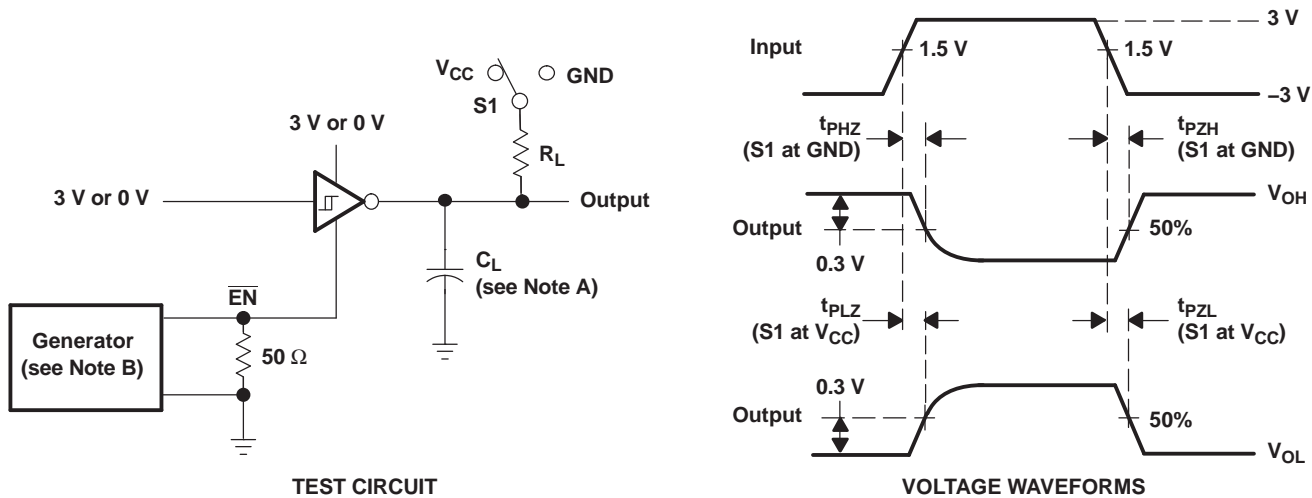 VCC
GND
S1
3 V or 0 V
RL
3 V or 0 V
Output
CL
(see Note A)
EN
Generator
(see Note B)
50 Ω
TEST CIRCUIT
Input
3 V
1.5 V
1.5 V
–3 V
tPHZ
(S1 at GND)
tPZH
(S1 at GND)
VOH
Output
50%
0.3 V
tPLZ
(S1 at VCC)
tPZL
(S1 at VCC)
0.3 V
Output
50%
VOL
VOLTAGE WAVEFORMS